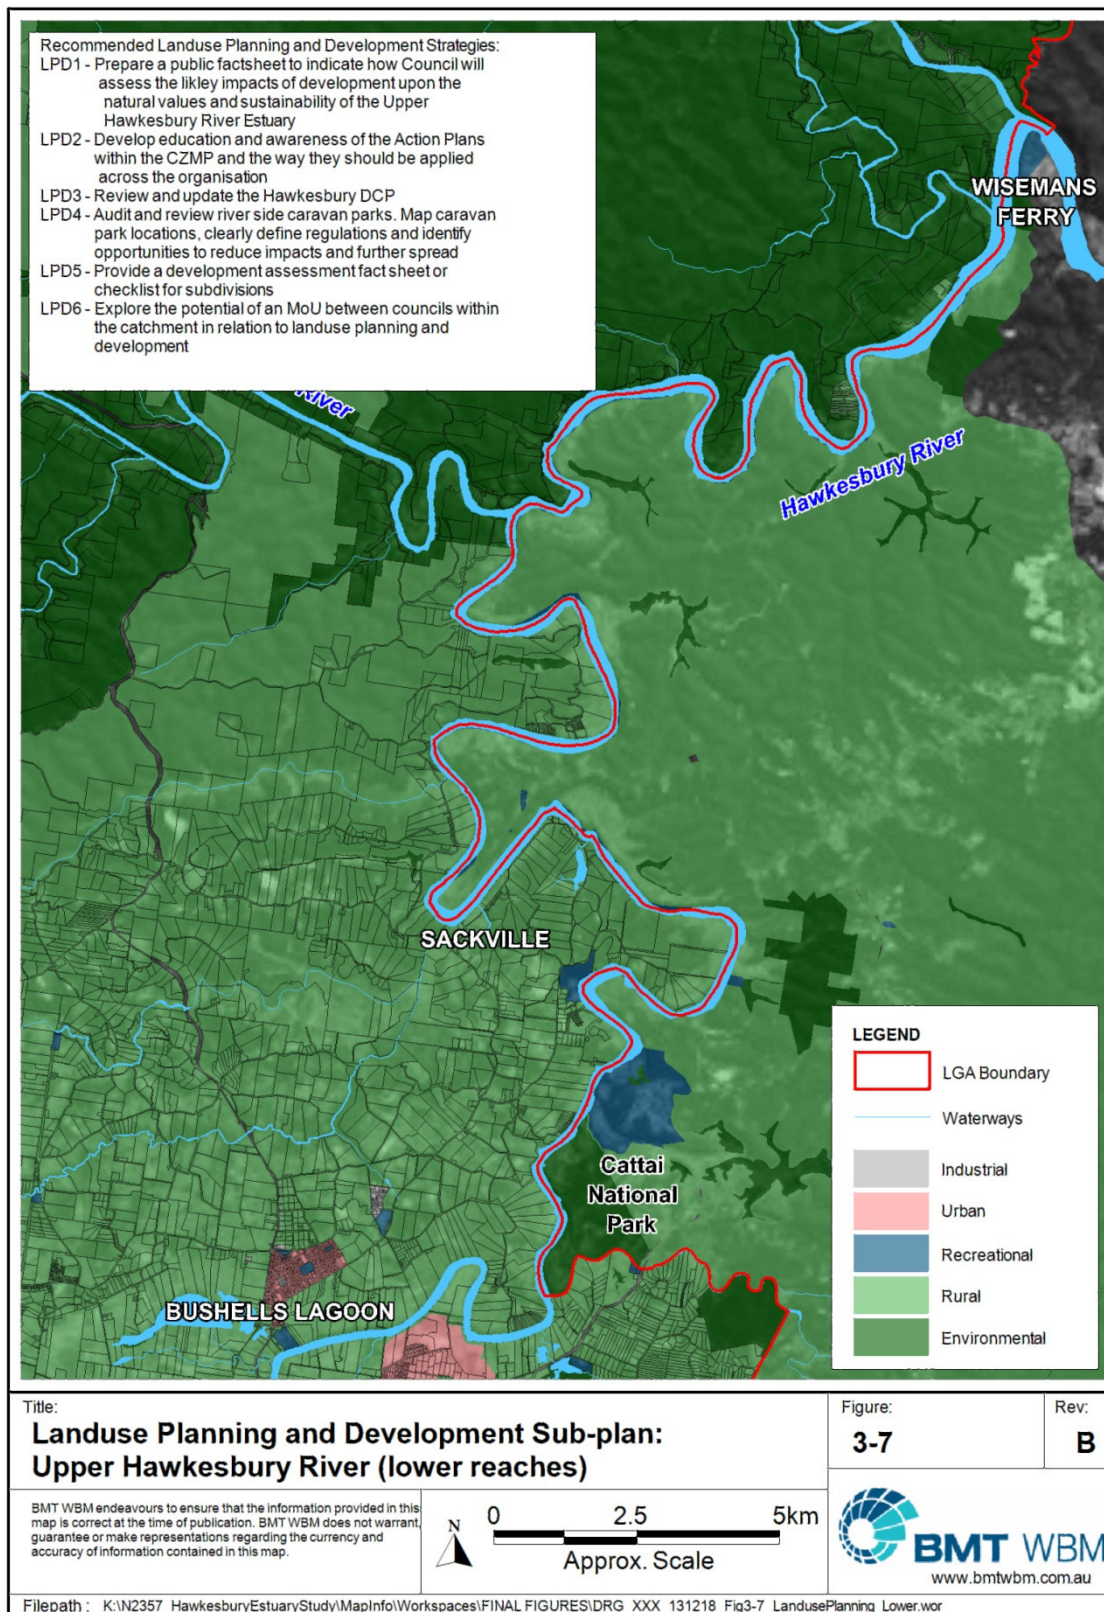 Recommended Landuse Planning and Development Strategies:
LPD1 - Prepare a public factsheet to indicate how Council will
assess the likley impacts of development upon the
natural values and sustainability of the Upper
Hawkesbury River Estuary
LPD2 - Develop education and awareness of the Action Plans
within the CZMP and the way they should be applied
across the organisation
LPD3 - Review and update the Hawkesbury DCP
LPD4 - Audit and review river side caravan parks. Map caravan
park locations, clearly define regulations and identify
opportunities to reduce impacts and further spread
LPD5 - Provide a development assessment fact sheet or
checklist for subdivisions
LPD6 - Explore the potential of an MoU between councils within
the catchment in relation to landuse planning and
development
WISEMANS
FERRY
River
Hawkesbury River
SACKVILLE
Cattai
National
Park
BUSHELLS LAGOON
LEGEND
LGA Boundary
Waterways
Industrial
Urban
Recreational
Rural
Environmental
Title:
Landuse Planning and Development Sub-plan:
Upper Hawkesbury River (lower reaches)
Figure:
3-7
Rev:
B
BMT WBM endeavours to ensure that the information provided in this
map is correct at the time of publication. BMT WBM does not warrant,
guarantee or make representations regarding the currency and
accuracy of information contained in this map.
N
0 2.5 5km
Approx. Scale
BMT WBM
www.bmtwbm.com.au
Filepath : K:\N2357_HawkesburyEstuaryStudy\MapInfo\Workspaces\FINAL FIGURES\DRG_XXX_131218_Fig3-7_LandusePlanning_Lower.wor